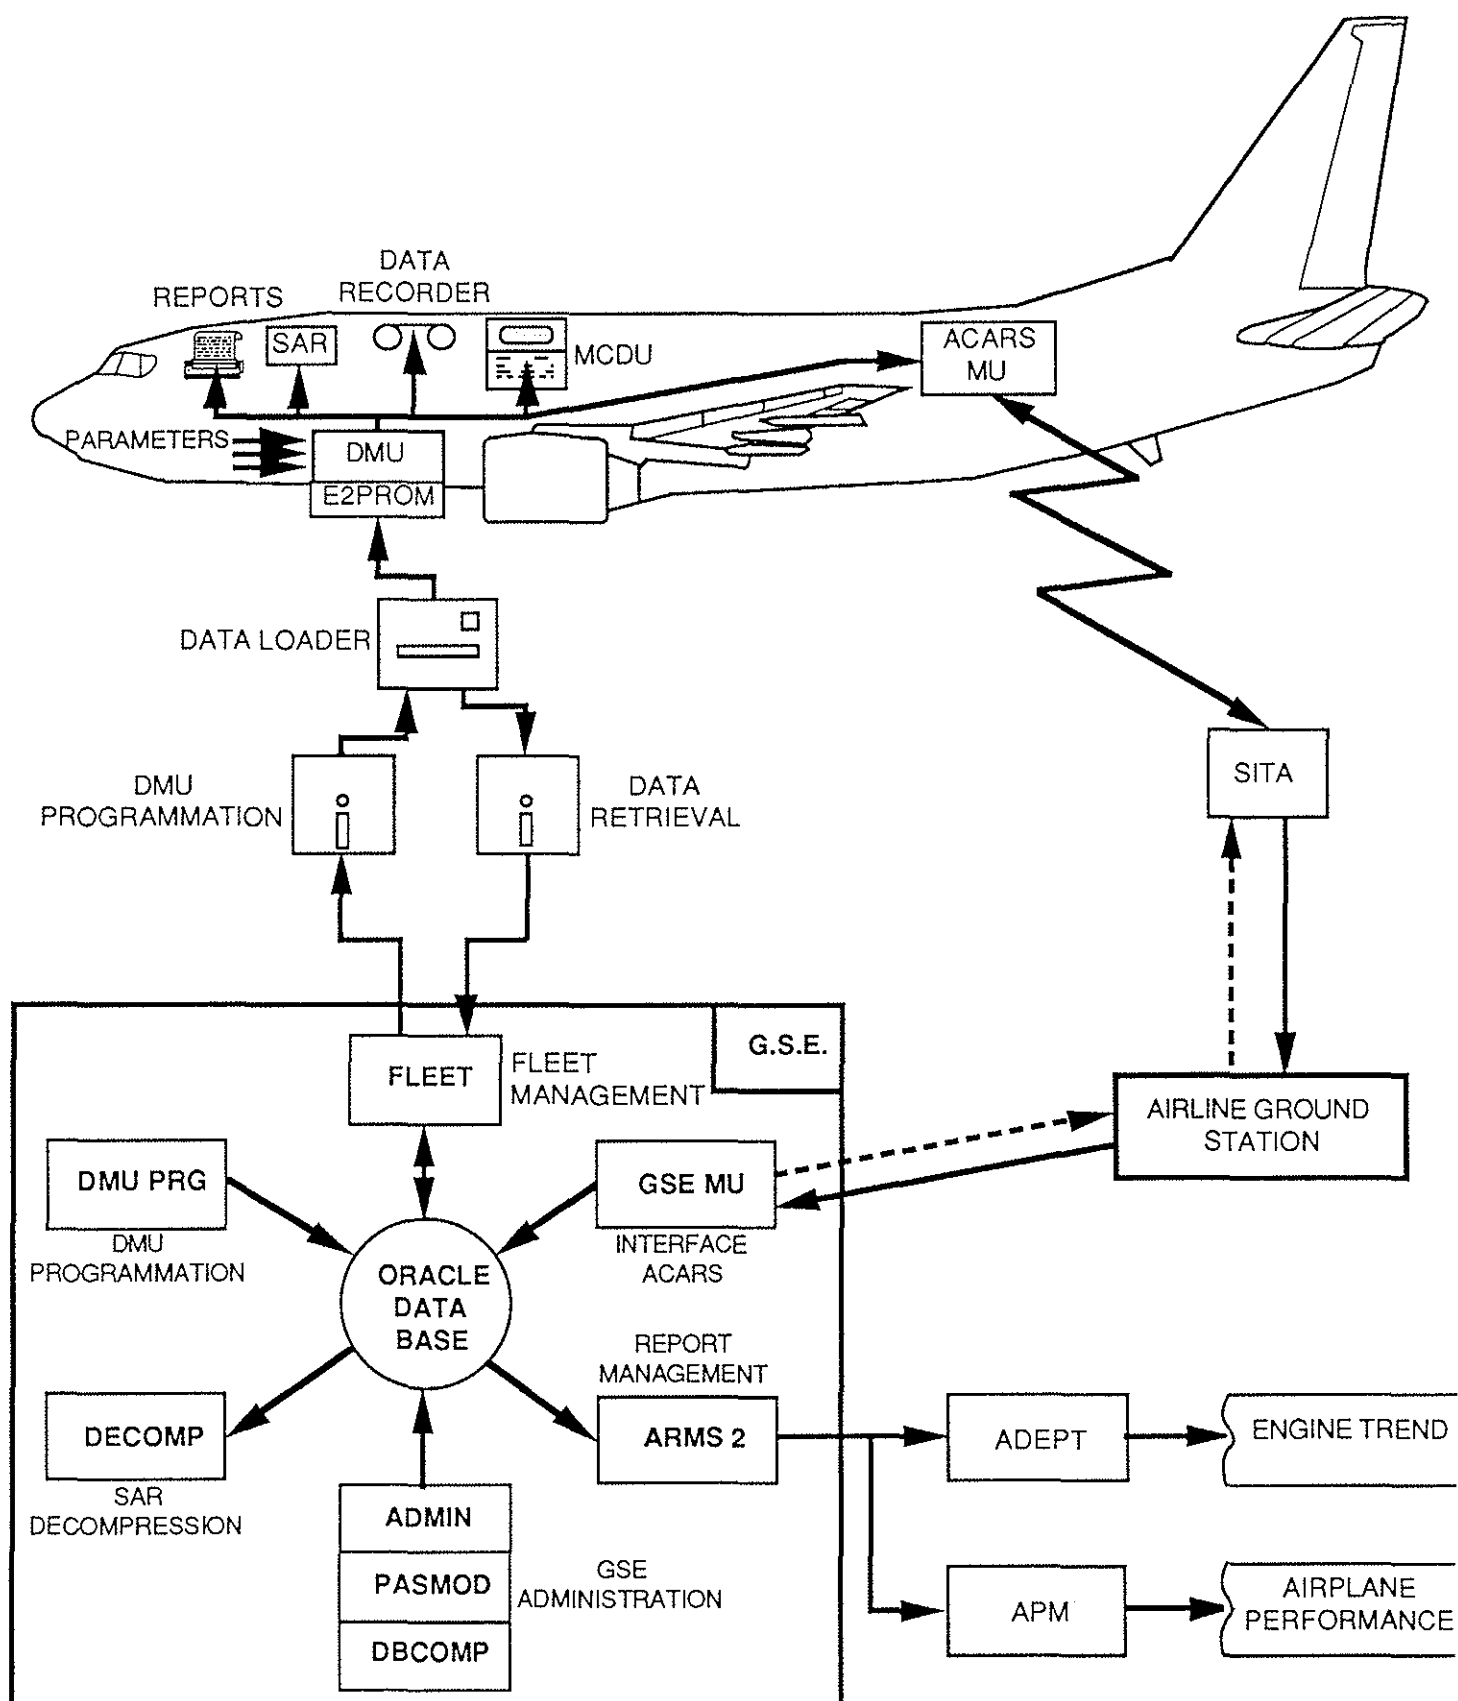 DATA
RECORDER
REPORTS
SAR
MCDU
ACARS
MU
PARAMETERS
DMU
E2PROM
DATA LOADER
DMU
PROGRAMMATION
DATA
RETRIEVAL
SITA
G.S.E.
FLEET
FLEET
MANAGEMENT
AIRLINE GROUND
STATION
DMU PRG
DMU
PROGRAMMATION
GSE MU
INTERFACE
ACARS
ORACLE
DATA
BASE
REPORT
MANAGEMENT
DECOMP
SAR
DECOMPRESSION
ARMS 2
ADEPT
ENGINE TREND
ADMIN
PASMOD
DBCOMP
GSE
ADMINISTRATION
APM
AIRPLANE
PERFORMANCE